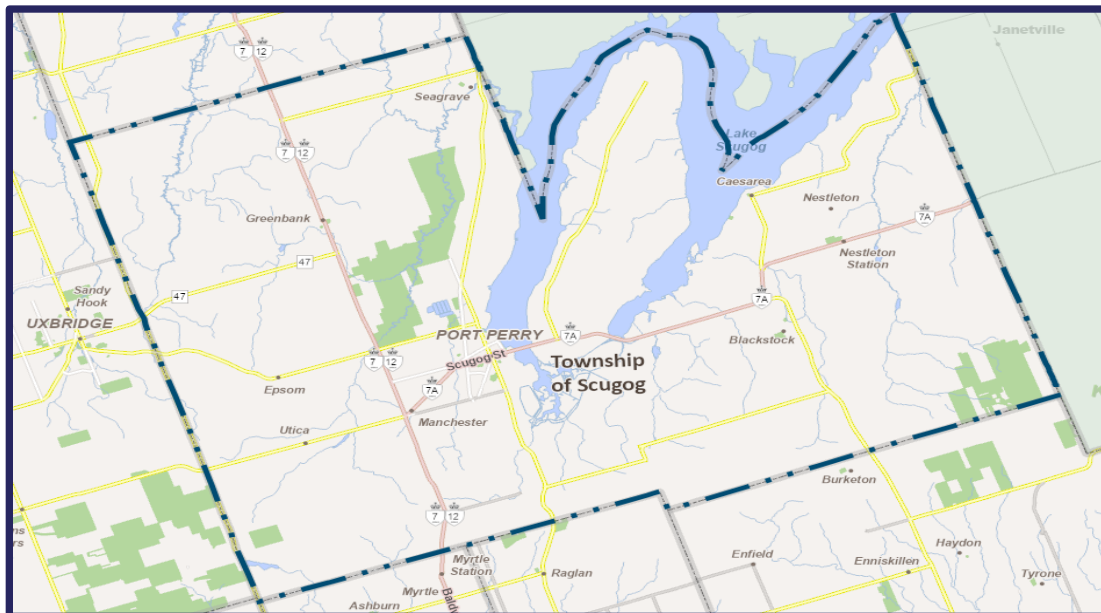 Janetville
7 12
Seagrave
7 12
Lake
Scugog
Caesarea
Nestleton
Greenbank
7A
Nestleton
Station
47
47
Sandy
Hook
UXBRIDGE
7A
PORT PERRY
7A
Blackstock
Scugog St
7 12
Township
of Scugog
Epsom
7A
Manchester
Utica
Burketon
7 12
Haydon
Enfield
Myrtle
Station
Enniskillen
Raglan
Tyrone
Myrtle
Ashburn